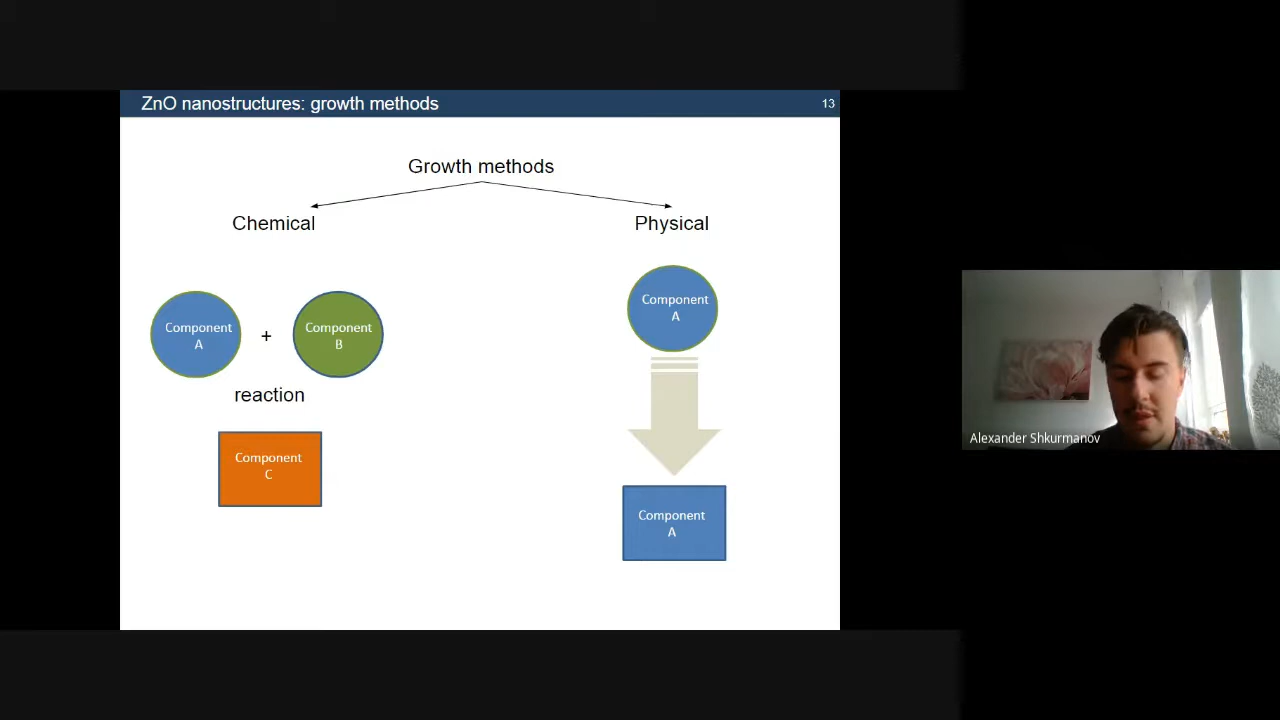 ZnO nanostructures: growth methods
13
Growth methods
Chemical
Physical
Component
A
+
Component
B
reaction
Component
C
Component
A
Component
A
Alexander Shkurmanov